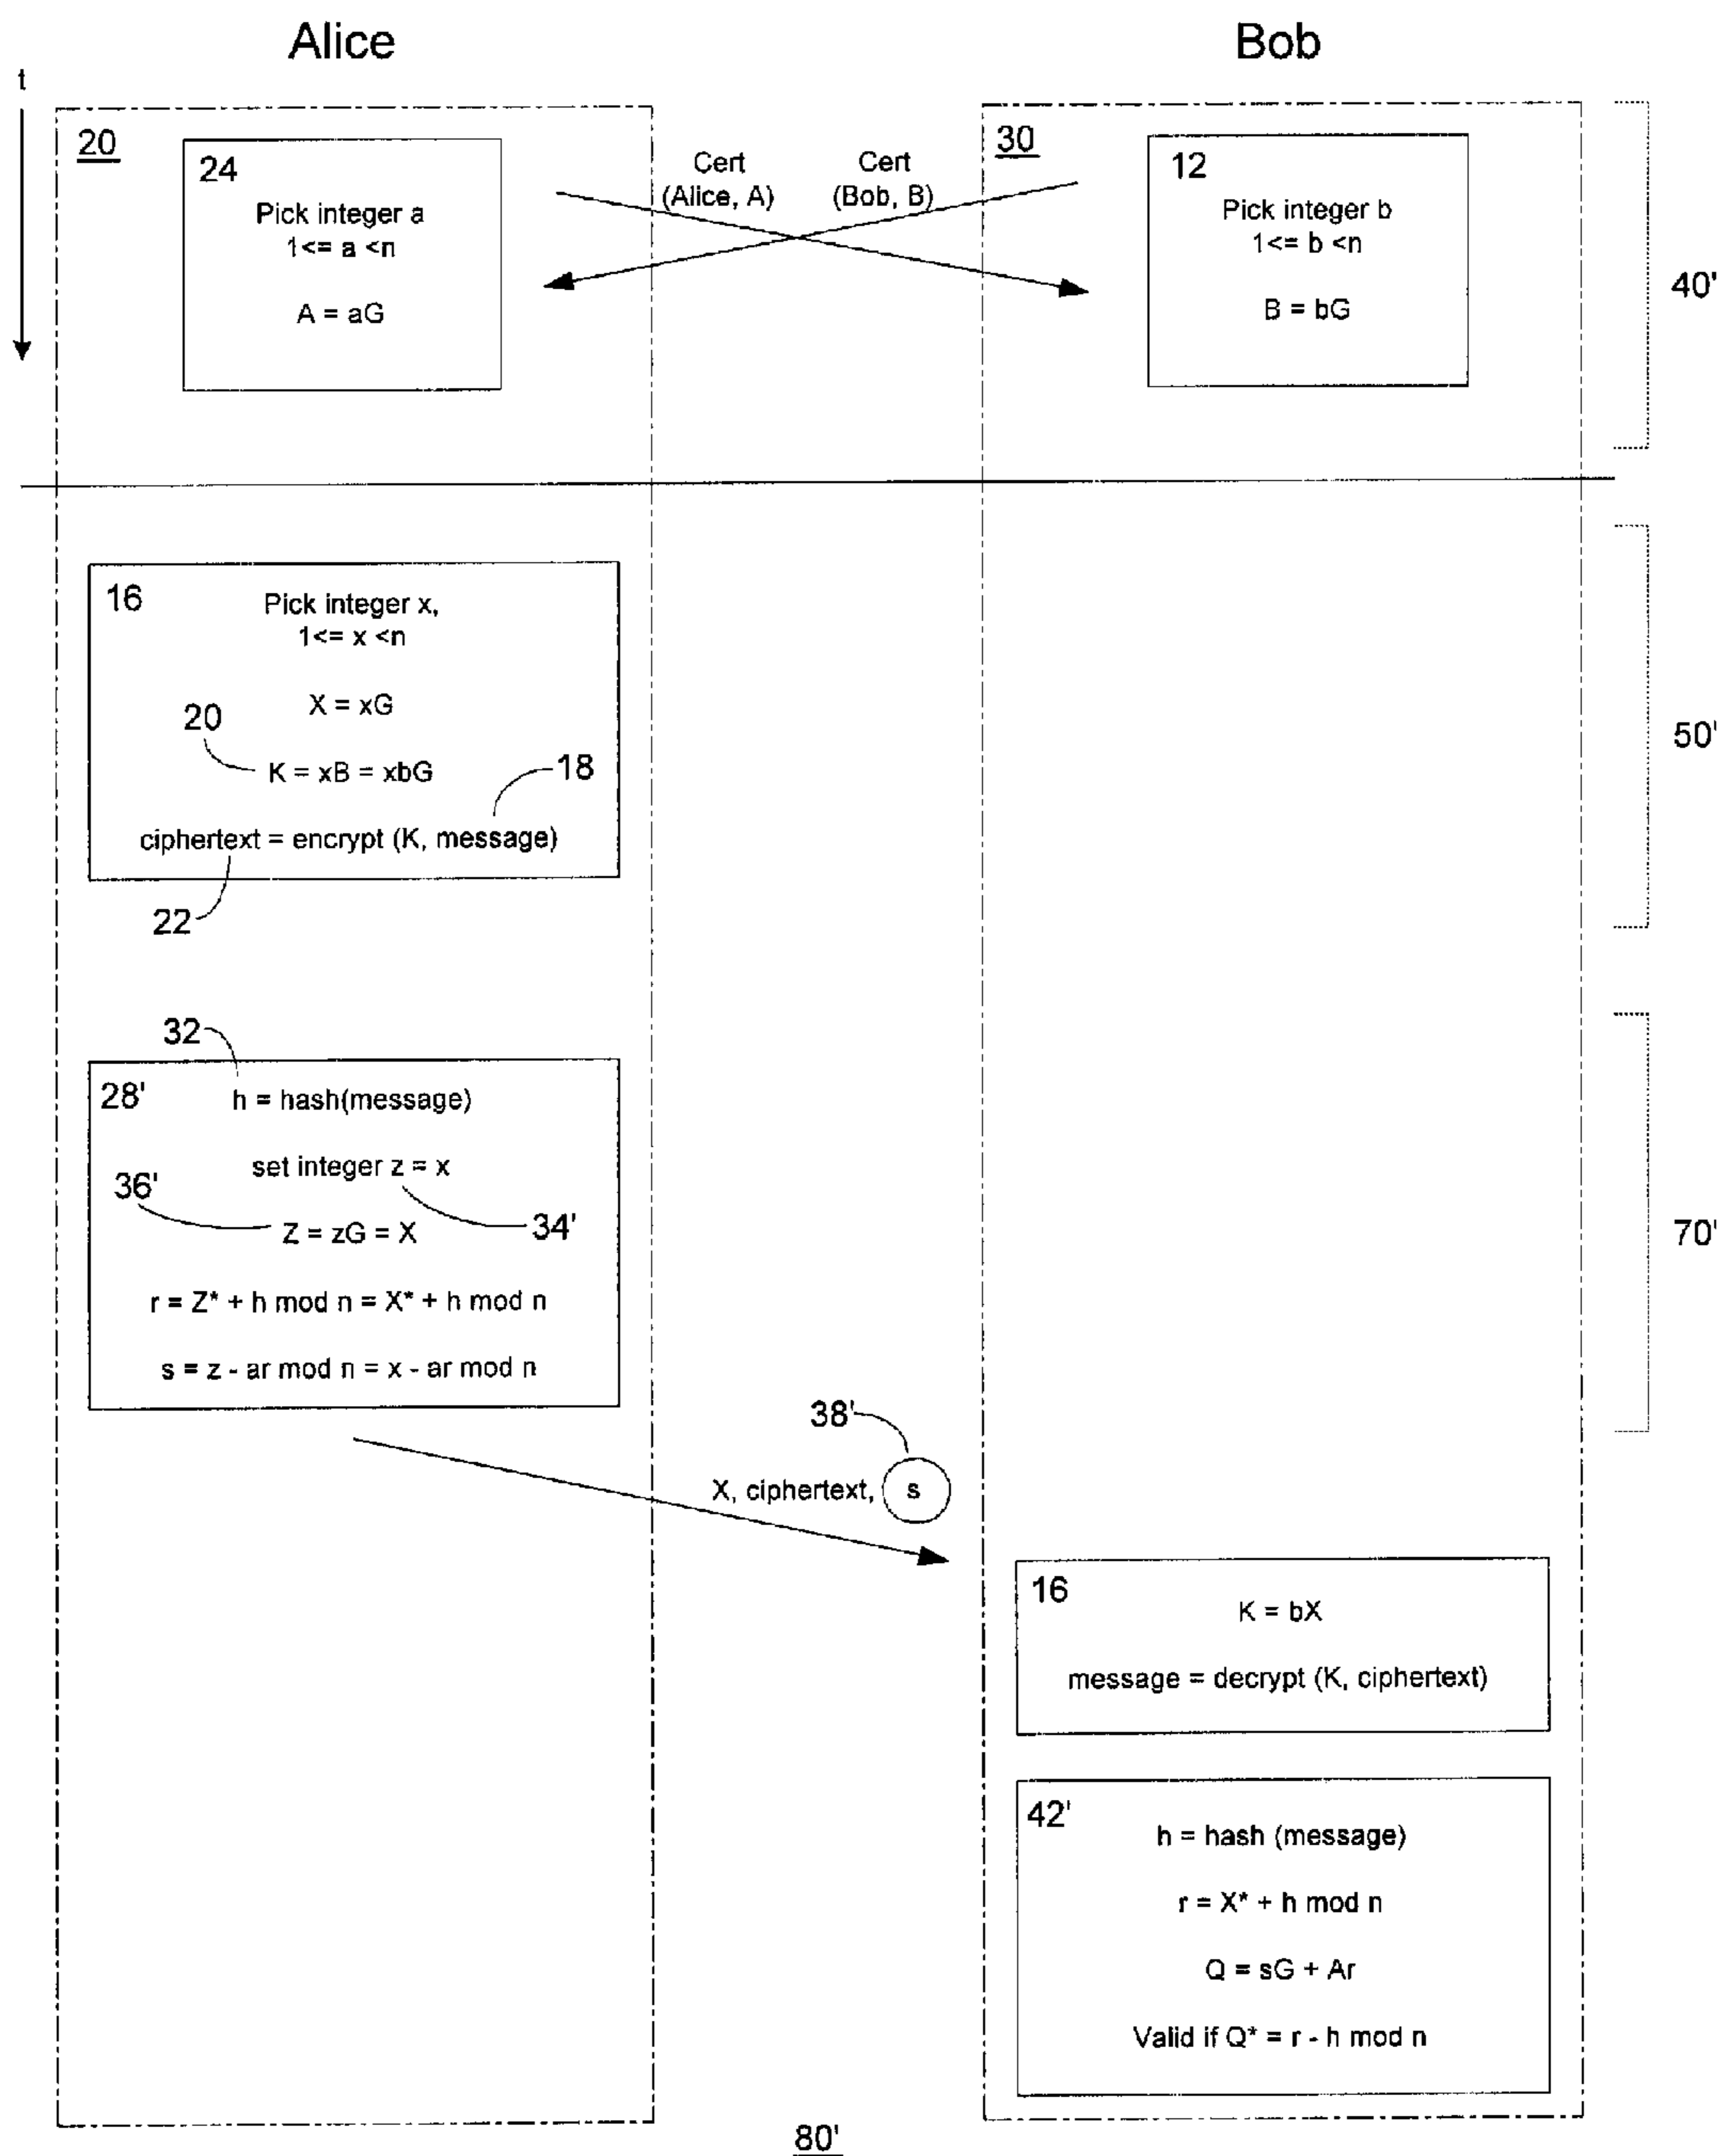 Alice
Bob
t
20
24
Pick integer a
1<= a <n
A = aG
Cert
(Alice, A)
Cert
(Bob, B)
30
12
Pick integer b
1<= b <n
B = bG
40'
16
Pick integer x,
1<= x <n
X = xG
20
K = xB = xbG
18
ciphertext = encrypt (K, message)
22
50'
32
28'
h = hash(message)
set integer z = x
36'
34'
Z = zG = X
r = Z* + h mod n = X* + h mod n
s = z - ar mod n = x - ar mod n
70'
38'
X, ciphertext, s
16
K = bX
message = decrypt (K, ciphertext)
42'
h = hash (message)
r = X* + h mod n
Q = sG + Ar
Valid if Q* = r - h mod n
80'